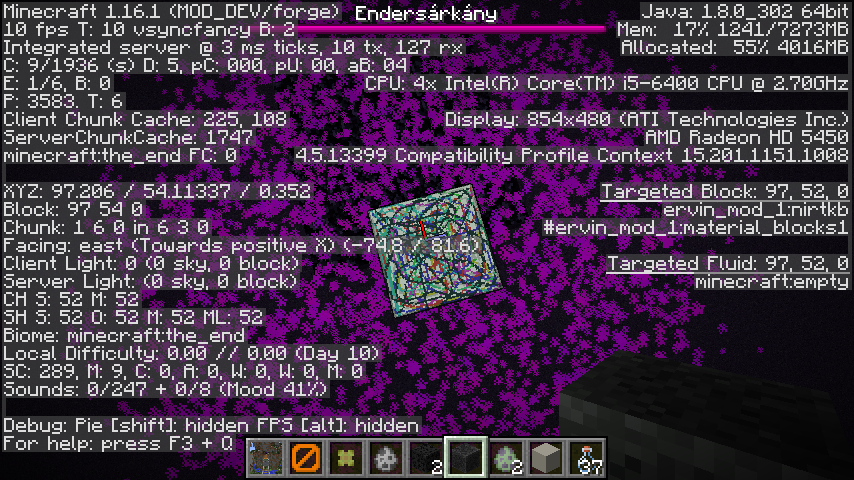 Minecraft 1.16.1 (MOD_DEV/forge)
10 fps T: 10 vsyncfancy B: 2
Integrated server @ 3 ms ticks, 10 tx, 127 rx
C: 9/1936 (s) D: 5, pC: 000, pU: 00, aB: 04
E: 1/6, B: 0
P: 3583. T: 6
Client Chunk Cache: 225, 108
ServerChunkCache: 1747
minecraft:the_end FC: 0
XYZ: 97.206 / 54.11337 / 0.352
Block: 97 54 0
Chunk: 1 6 0 in 6 3 0
Facing: east (Towards positive X) (-74.8 / 81.6)
Client Light: 0 (0 sky, 0 block)
Server Light: (0 sky, 0 block)
CH S: 52 M: 52
SH S: 52 O: 52 M: 52 ML: 52
Biome: minecraft:the_end
Local Difficulty: 0.00 // 0.00 (Day 10)
SC: 289, M: 9, C: 0, A: 0, W: 0, W: 0, M: 0
Sounds: 0/247 + 0/8 (Mood 41%)
Debug: Pie [shift]: hidden FPS [alt]: hidden
For help: press F3 + Q
Endersárkány
Java: 1.8.0_302 64bit
Mem: 17% 1241/7273MB
Allocated: 55% 4016MB
CPU: 4x Intel(R) Core(TM) i5-6400 CPU @ 2.70GHz
Display: 854x480 (ATI Technologies Inc.)
AMD Radeon HD 5450
4.5.13399 Compatibility Profile Context 15.201.1151.1008
Targeted Block: 97, 52, 0
ervin_mod_1:nirtkb
#ervin_mod_1:material_blocks1
Targeted Fluid: 97, 52, 0
minecraft:empty
2
2
37